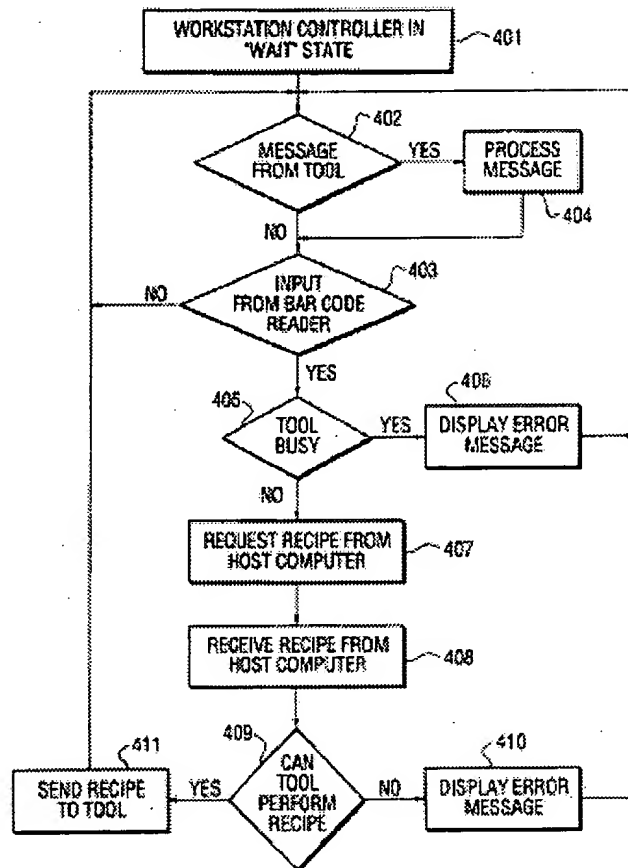 WORKSTATION CONTROLLER IN
"WAIT" STATE
401
402
MESSAGE
FROM TOOL
YES
PROCESS
MESSAGE
404
NO
403
INPUT
FROM BAR CODE
READER
NO
YES
405
TOOL
BUSY
YES
406
DISPLAY ERROR
MESSAGE
NO
REQUEST RECIPE FROM
HOST COMPUTER
407
RECEIVE RECIPE FROM
HOST COMPUTER
408
409
CAN
TOOL
PERFORM
RECIPE
411
SEND RECIPE
TO TOOL
YES
NO
410
DISPLAY ERROR
MESSAGE